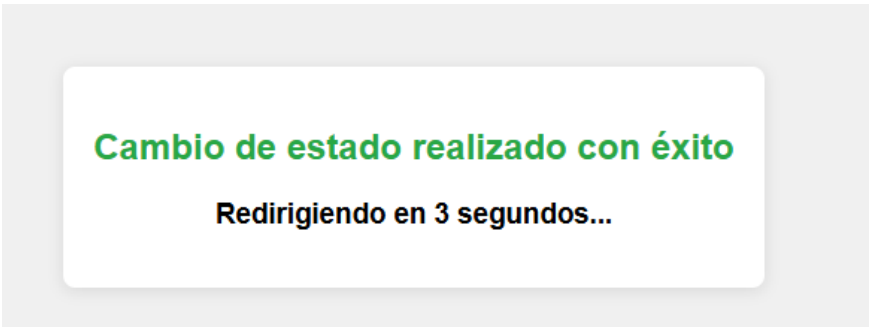 Cambio de estado realizado con éxito
Redirigiendo en 3 segundos...